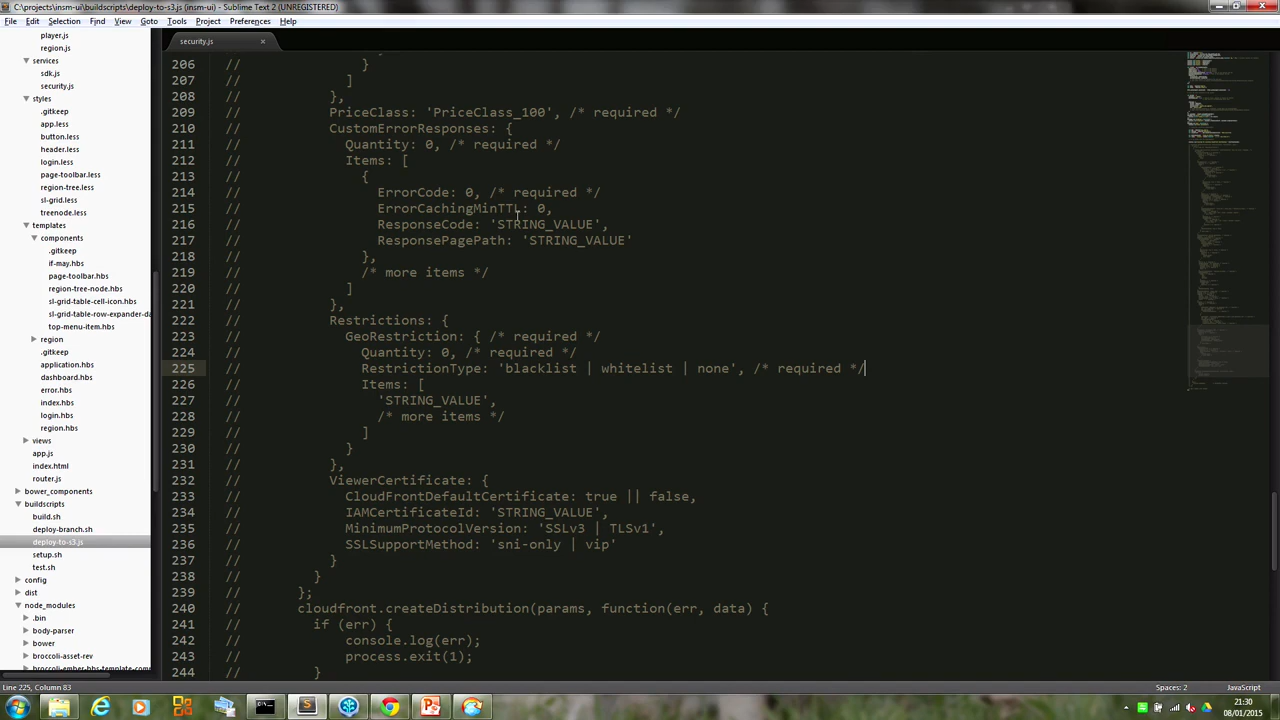 C:\projects\insm-ui\buildscripts\deploy-to-s3.js (insm-ui) - Sublime Text 2 (UNREGISTERED)
File Edit Selection Find View Goto Tools Project Preferences Help
player.js
region.js
services
sdk.js
security.js
styles
.gitkeep
app.less
button.less
header.less
login.less
page-toolbar.less
region-tree.less
sl-grid.less
treenode.less
templates
components
.gitkeep
if-may.hbs
page-toolbar.hbs
region-tree-node.hbs
sl-grid-table-cell-icon.hbs
sl-grid-table-row-expander-da
top-menu-item.hbs
region
.gitkeep
application.hbs
dashboard.hbs
error.hbs
index.hbs
login.hbs
region.hbs
views
app.js
index.html
router.js
bower_components
buildscripts
build.sh
deploy-branch.sh
deploy-to-s3.js
setup.sh
test.sh
config
dist
node_modules
.bin
body-parser
bower
broccoli-asset-rev
broccoli-ember-hbs-template-comp
security.js
206 // }
207 // ]
208 // },
209 // PriceClass: 'PriceClass_100', /* required */
210 // CustomErrorResponses: {
211 // Quantity: 0, /* required */
212 // Items: [
213 // {
214 // ErrorCode: 0, /* required */
215 // ErrorCachingMinTTL: 0,
216 // ResponseCode: 'STRING_VALUE',
217 // ResponsePagePath: 'STRING_VALUE'
218 // },
219 // /* more items */
220 // ]
221 // },
222 // Restrictions: {
223 // GeoRestriction: { /* required */
224 // Quantity: 0, /* required */
225 // RestrictionType: 'blacklist | whitelist | none', /* required */
226 // Items: [
227 // 'STRING_VALUE',
228 // /* more items */
229 // ]
230 // }
231 // },
232 // ViewerCertificate: {
233 // CloudFrontDefaultCertificate: true || false,
234 // IAMCertificateId: 'STRING_VALUE',
235 // MinimumProtocolVersion: 'SSLv3 | TLSv1',
236 // SSLSupportMethod: 'sni-only | vip'
237 // }
238 // }
239 // };
240 // cloudfront.createDistribution(params, function(err, data) {
241 // if (err) {
242 // console.log(err);
243 // process.exit(1);
244 // }
Line 225, Column 83
Spaces: 2
JavaScript
21:30
08/01/2015